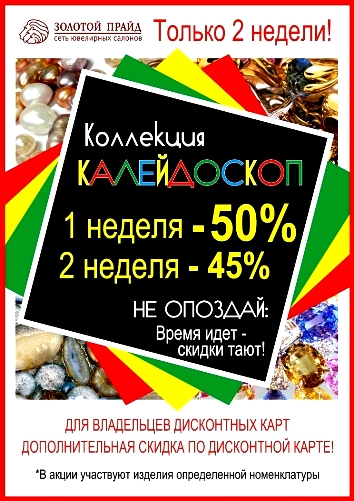 ЗОЛОТОЙ ПРАЙД
сеть ювелирных салонов
Только 2 недели!
Коллекция
КАЛЕЙДОСКОП
1 неделя - 50%
2 неделя - 45%
НЕ ОПОЗДАЙ:
Время идет -
скидки тают!
ДЛЯ ВЛАДЕЛЬЦЕВ ДИСКОНТНЫХ КАРТ
ДОПОЛНИТЕЛЬНАЯ СКИДКА ПО ДИСКОНТНОЙ КАРТЕ!
*В акции участвуют изделия определенной номенклатуры